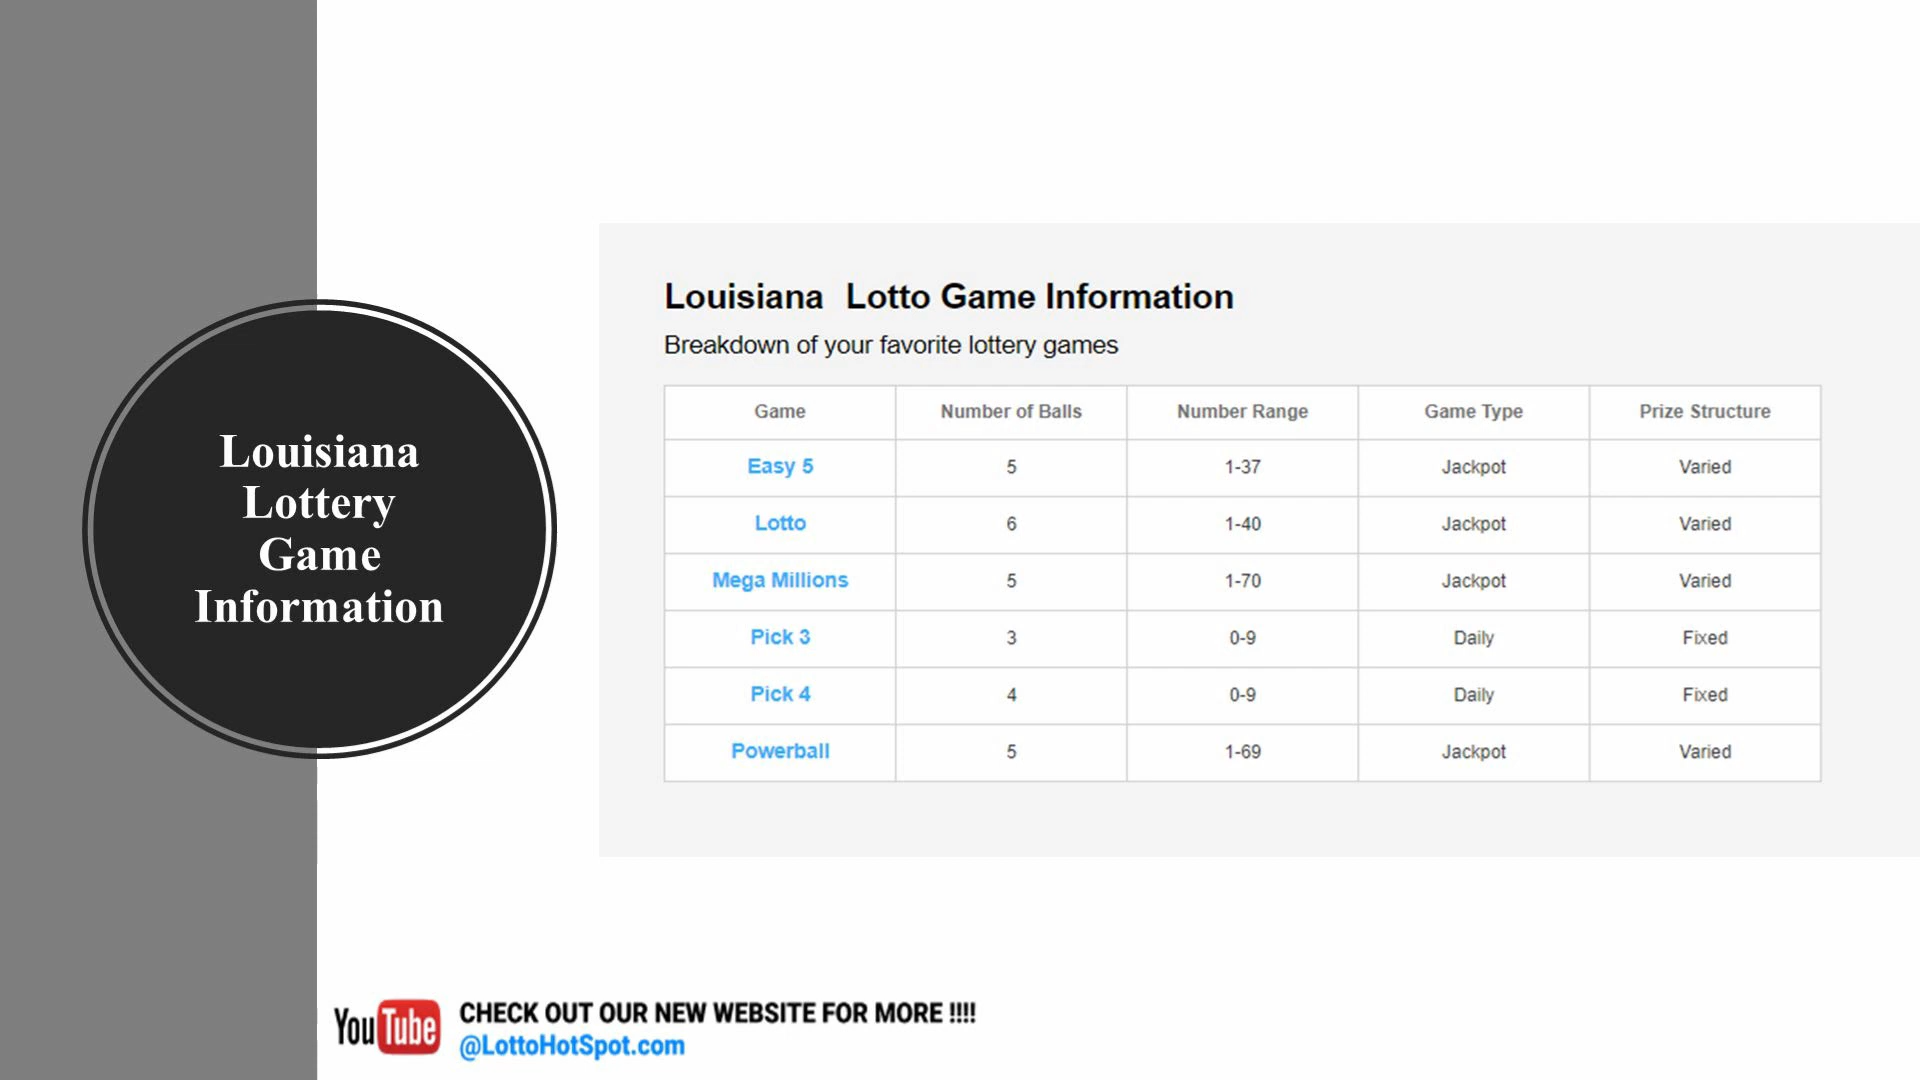 Louisiana
Lottery
Game
Information
Louisiana Lotto Game Information
Breakdown of your favorite lottery games
Game Number of Balls Number Range Game Type Prize Structure
Easy 5 5 1-37 Jackpot Varied
Lotto 6 1-40 Jackpot Varied
Mega Millions 5 1-70 Jackpot Varied
Pick 3 3 0-9 Daily Fixed
Pick 4 4 0-9 Daily Fixed
Powerball 5 1-69 Jackpot Varied
YouTube
CHECK OUT OUR NEW WEBSITE FOR MORE !!!!
@LottoHotSpot.com